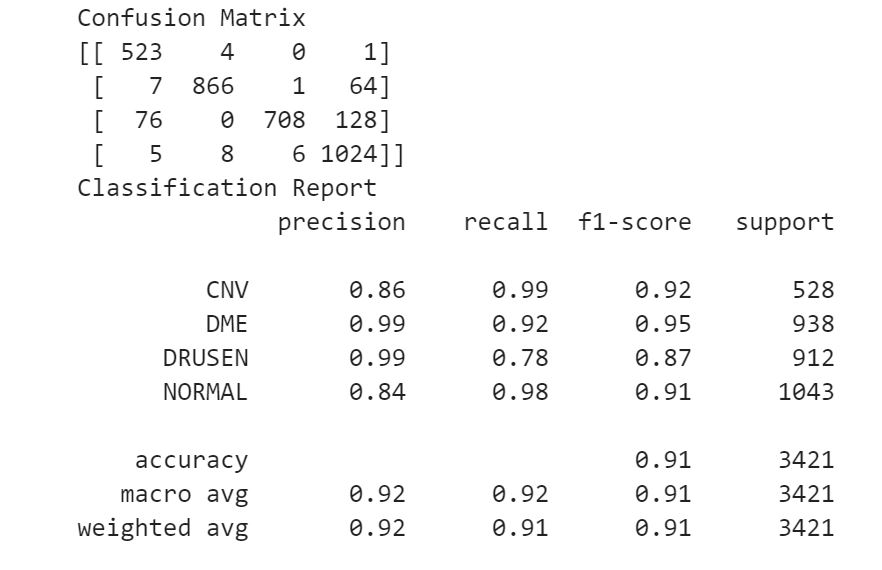 Confusion Matrix
[[ 523    4    0    1]
 [   7  866    1   64]
 [  76    0  708  128]
 [   5    8    6 1024]]
Classification Report
              precision    recall  f1-score   support

         CNV       0.86      0.99      0.92       528
         DME       0.99      0.92      0.95       938
      DRUSEN       0.99      0.78      0.87       912
      NORMAL       0.84      0.98      0.91      1043

    accuracy                           0.91      3421
   macro avg       0.92      0.92      0.91      3421
weighted avg       0.92      0.91      0.91      3421